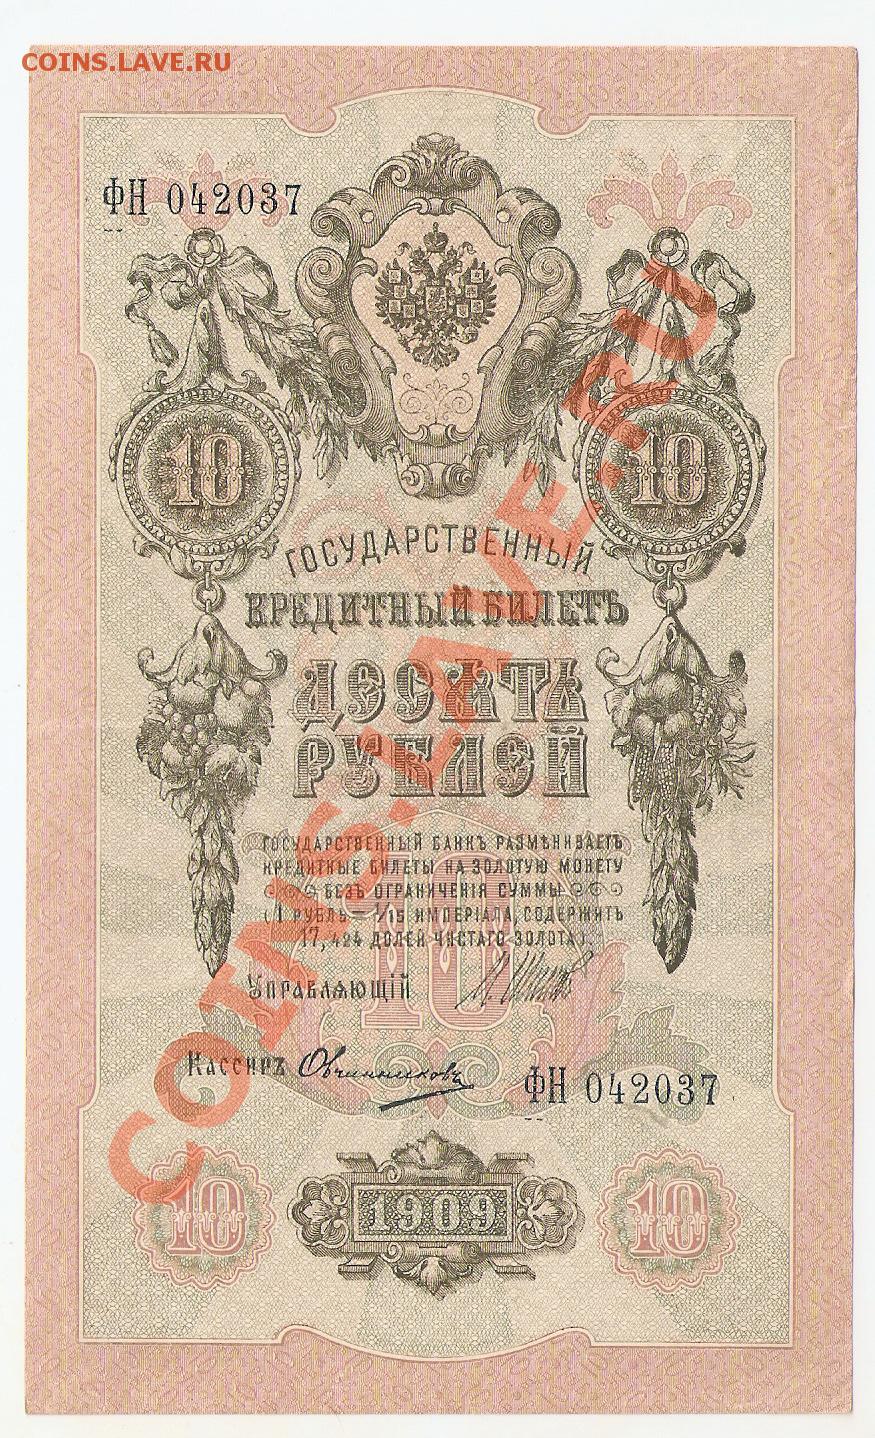 COINS.LAVE.RU
ФН 042037
10 10
ГОСУДАРСТВЕННЫЙ
КРЕДИТНЫЙ БИЛЕТЪ
ДЕСЯТЬ
РУБЛЕЙ
ГОСУДАРСТВЕННЫЙ БАНКЪ РАЗМѢНИВАЕТЪ
КРЕДИТНЫЕ БИЛЕТЫ НА ЗОЛОТУЮ МОНЕТУ
БЕЗЪ ОГРАНИЧЕНІЯ СУММЫ
(1 РУБЛЬ = 1/15 ИМПЕРІАЛА, СОДЕРЖИТЪ
17,424 ДОЛЕЙ ЧИСТАГО ЗОЛОТА).
10
УПРАВЛЯЮЩІЙ
КАССИРЪ Овчинниковъ
ФН 042037
10 1909 10
COINS.LAVE.RU